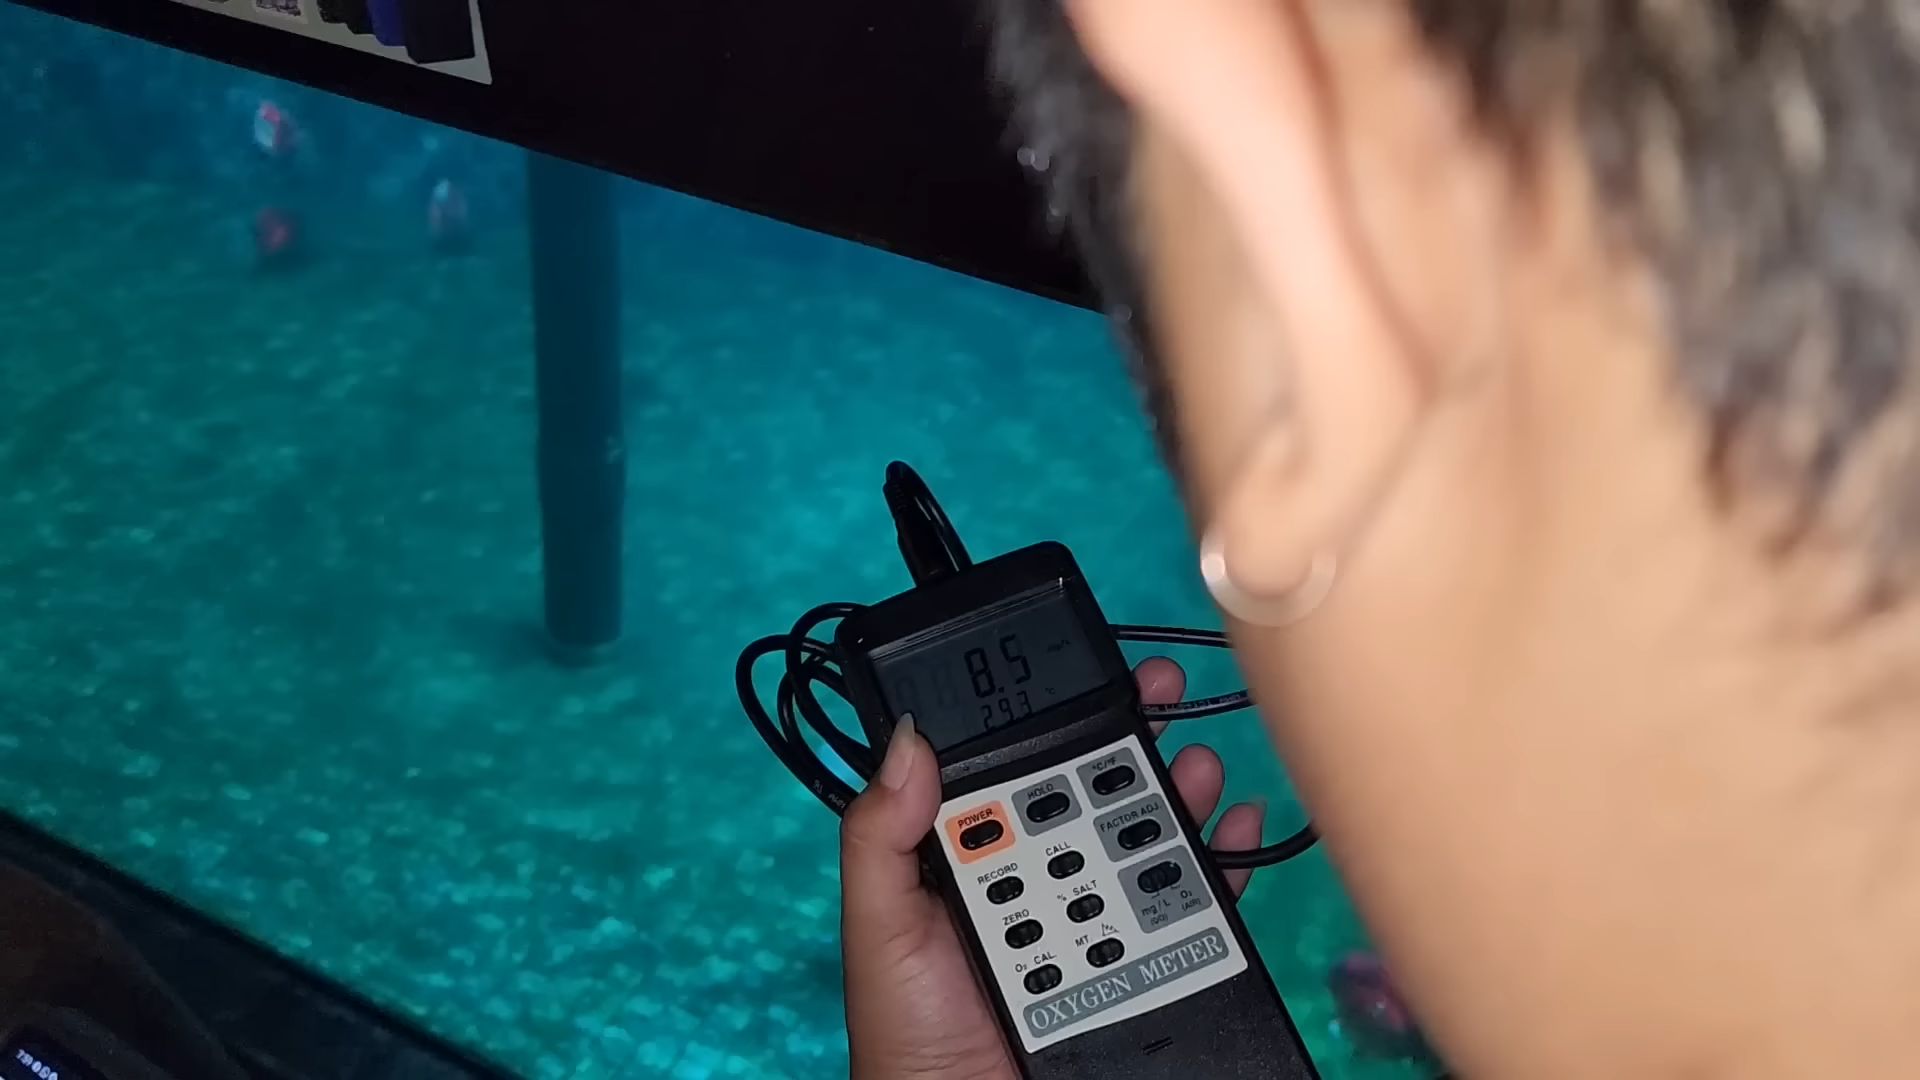 8.5 mg/L
29.3 °C
°C/°F
HOLD
POWER
FACTOR ADJ.
CALL
RECORD
% SALT
mg/L O₂
(DO) (AIR)
ZERO
MT
O₂ CAL.
OXYGEN METER